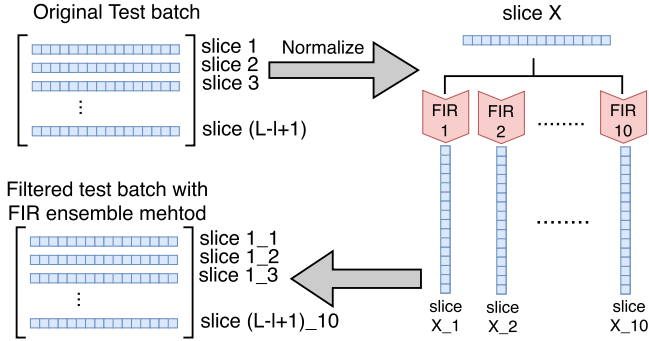 Original Test batch
slice 1
slice 2
slice 3
⋮
slice (L-l+1)
Normalize
slice X
FIR
1
FIR
2
........
FIR
10
........
slice
X_1
slice
X_2
slice
X_10
Filtered test batch with
FIR ensemble mehtod
slice 1_1
slice 1_2
slice 1_3
⋮
slice (L-l+1)_10